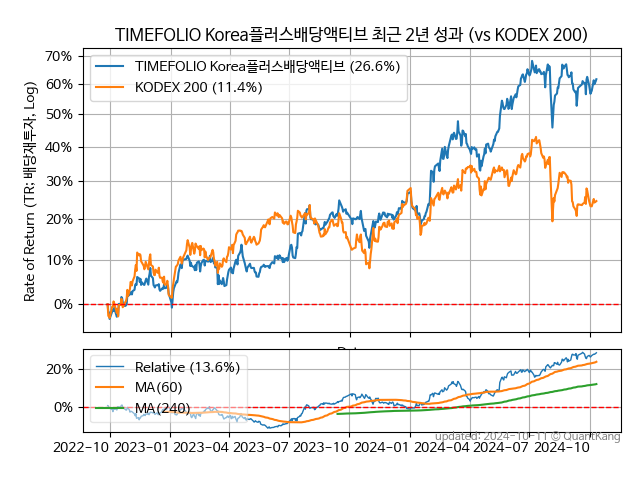 TIMEFOLIO Korea플러스배당액티브 최근 2년 성과 (vs KODEX 200)
Rate of Return (TR: 배당재투자, Log)
70%
60%
50%
40%
30%
20%
10%
0%
TIMEFOLIO Korea플러스배당액티브 (26.6%)
KODEX 200 (11.4%)
20%
0%
Relative (13.6%)
MA(60)
MA(240)
updated: 2024-10-11 © QuantKang
2022-10 2023-01 2023-04 2023-07 2023-10 2024-01 2024-04 2024-07 2024-10